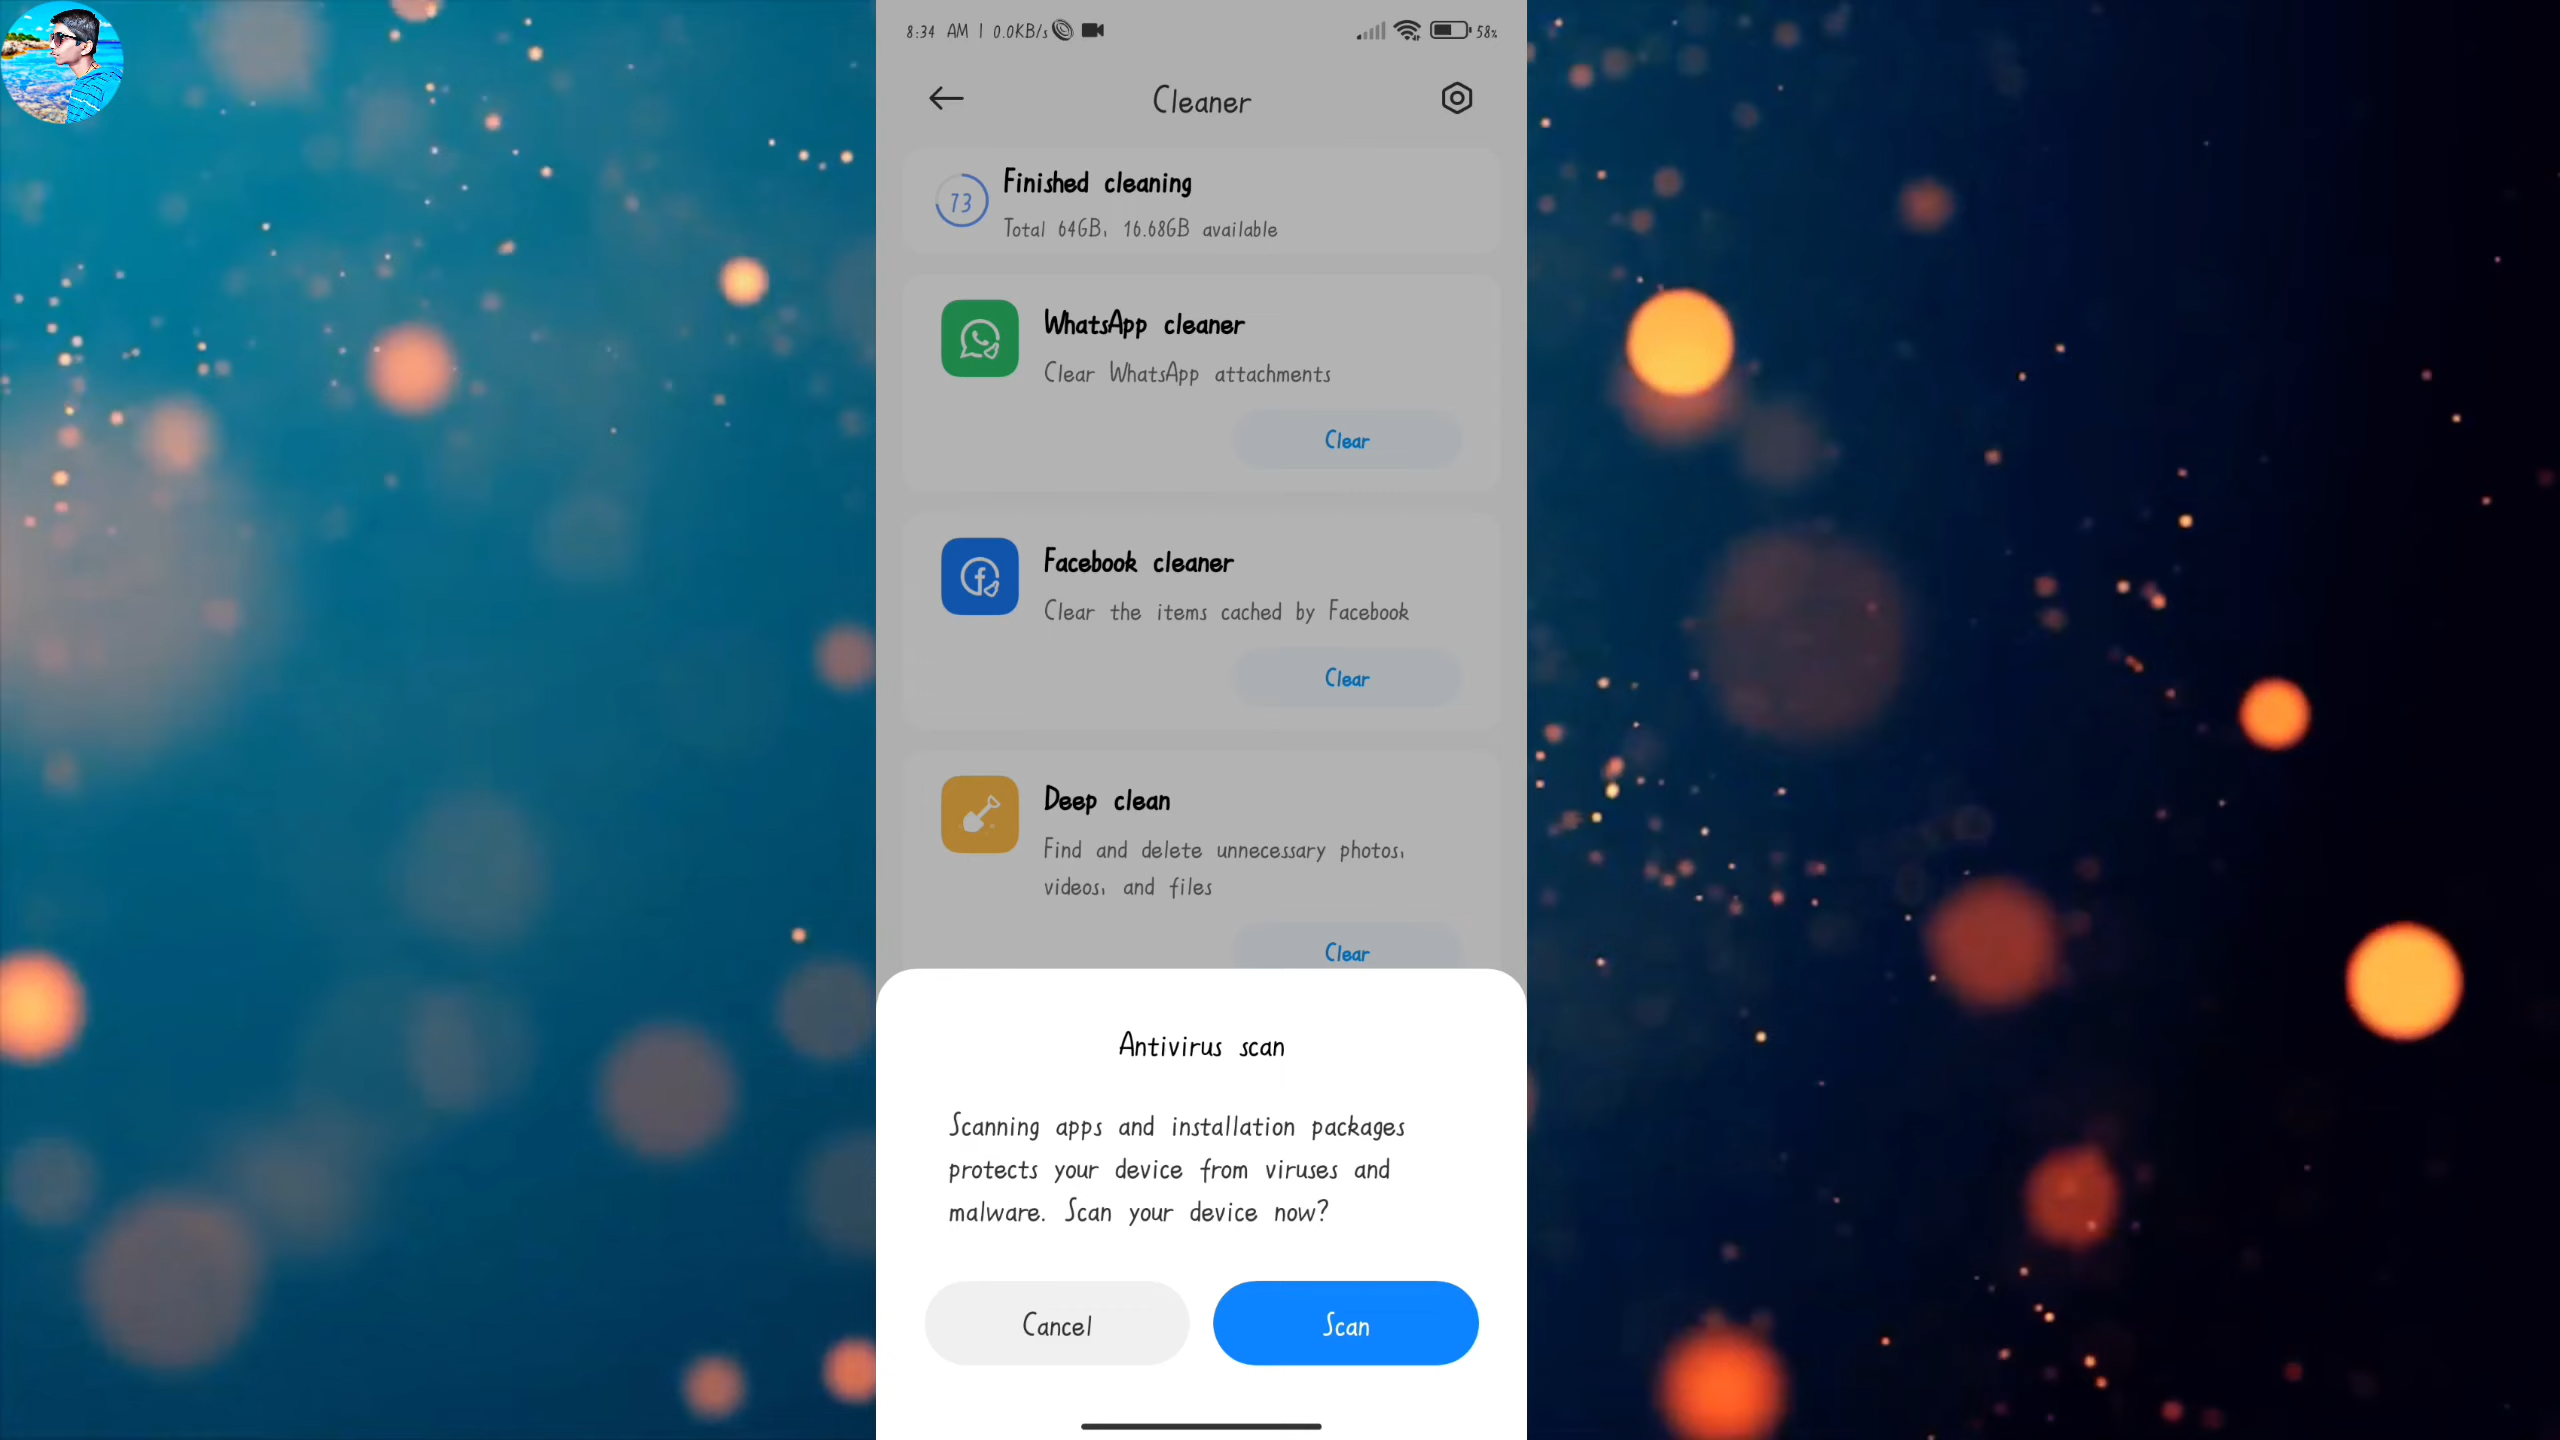 8:34 AM | 0.0KB/s
58%
Cleaner
73
Finished cleaning
Total 64GB, 16.68GB available
WhatsApp cleaner
Clear WhatsApp attachments
Clear
Facebook cleaner
Clear the items cached by Facebook
Clear
Deep clean
Find and delete unnecessary photos,
videos, and files
Clear
Antivirus scan
Scanning apps and installation packages
protects your device from viruses and
malware. Scan your device now?
Cancel
Scan